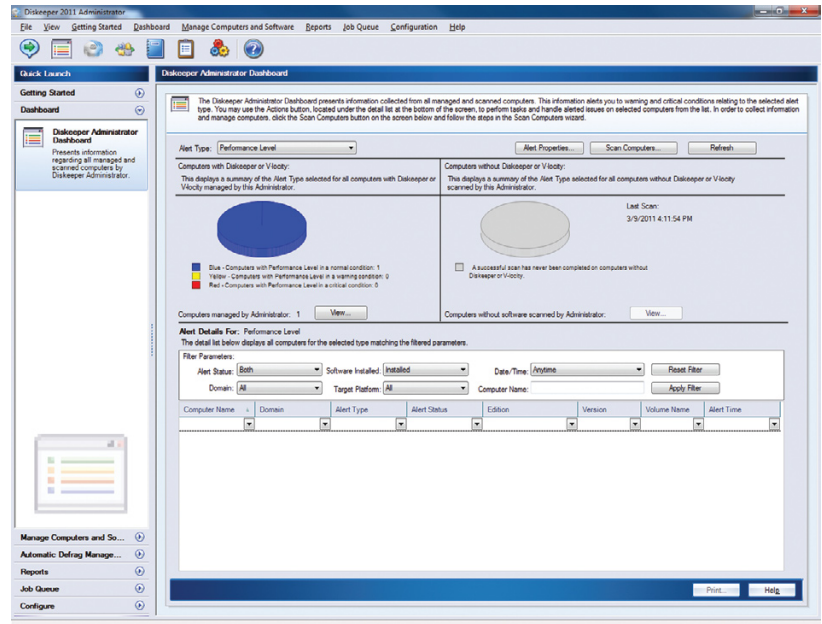 Diskeeper 2011 Administrator
File View Getting Started Dashboard Manage Computers and Software Reports Job Queue Configuration Help
Quick Launch
Getting Started
Dashboard
Diskeeper Administrator
Dashboard
Presents information
regarding all managed and
scanned computers by
Diskeeper Administrator.
Manage Computers and So...
Automatic Defrag Manage...
Reports
Job Queue
Configure
Diskeeper Administrator Dashboard
The Diskeeper Administrator Dashboard presents information collected from all managed and scanned computers. This information alerts you to warning and critical conditions relating to the selected alert
type. You may use the Actions button, located under the detail list at the bottom of the screen, to perform tasks and handle alerted issues on selected computers from the list. In order to collect information
and manage computers, click the Scan Computers button on the screen below and follow the steps in the Scan Computers wizard.
Alert Type: Performance Level Alert Properties... Scan Computers... Refresh
Computers with Diskeeper or V-locity:
This displays a summary of the Alert Type selected for all computers with Diskeeper or
V-locity managed by this Administrator.
Blue - Computers with Performance Level in a normal condition: 1
Yellow - Computers with Performance Level in a warning condition: 0
Red - Computers with Performance Level in a critical condition: 0
Computers managed by Administrator: 1 View...
Computers without Diskeeper or V-locity:
This displays a summary of the Alert Type selected for all computers without Diskeeper or V-locity
scanned by this Administrator.
Last Scan:
3/9/2011 4:11:54 PM
A successful scan has never been completed on computers without
Diskeeper or V-locity.
Computers without software scanned by Administrator: View...
Alert Details For: Performance Level
The detail list below displays all computers for the selected type matching the filtered parameters.
Filter Parameters:
Alert Status: Both Software Installed: Installed Date/Time: Anytime Reset Filter
Domain: All Target Platform: All Computer Name: Apply Filter
Computer Name Domain Alert Type Alert Status Edition Version Volume Name Alert Time
Print... Help